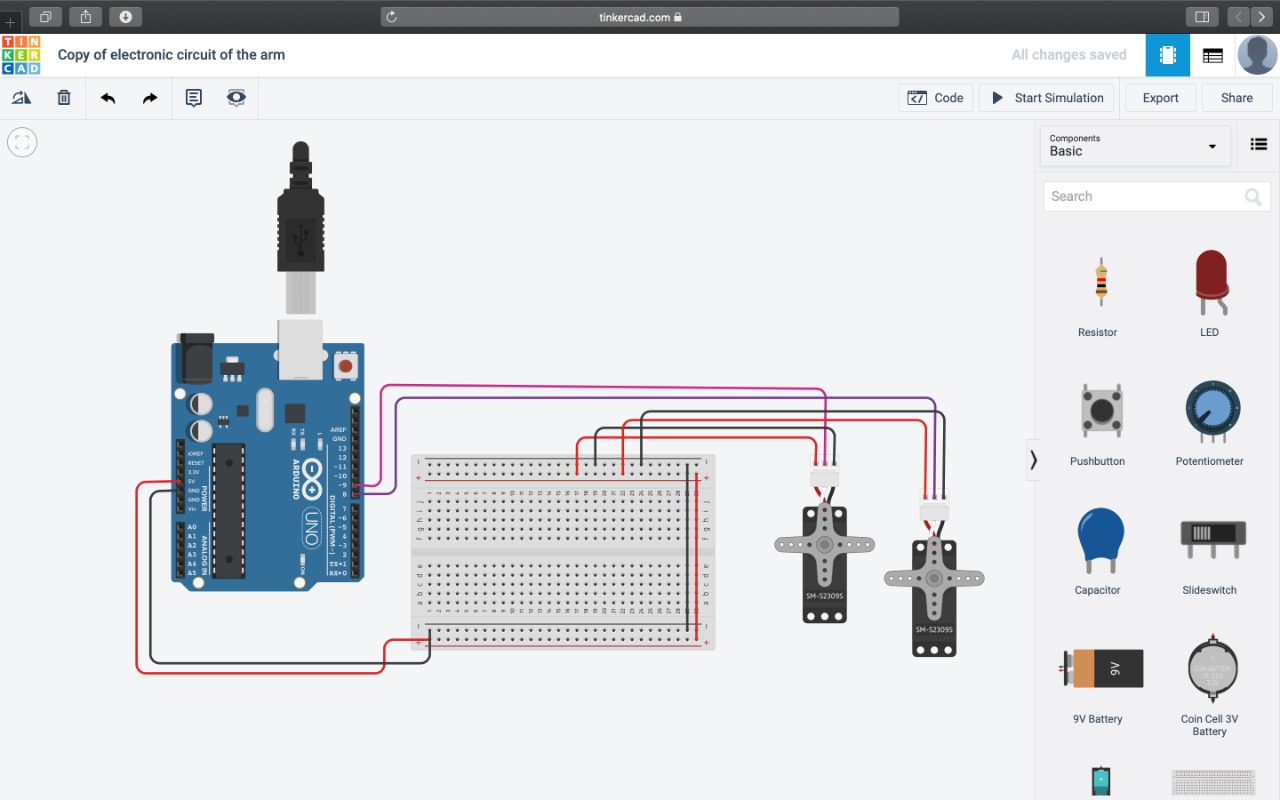 tinkercad.com
TIN
KER
CAD
Copy of electronic circuit of the arm
All changes saved
Code
Start Simulation
Export
Share
Components
Basic
Search
Resistor
LED
Pushbutton
Potentiometer
Capacitor
Slideswitch
9V
9V Battery
Coin Cell 3V
Battery
AREF
GND
13
12
~11
~10
~9
8
7
~6
~5
4
~3
2
TX→1
RX←0
DIGITAL (PWM~)
IOREF
RESET
3.3V
5V
GND
GND
Vin
POWER
A0
A1
A2
A3
A4
A5
ANALOG IN
RX
TX
L
ON
ARDUINO
UNO
SM-S2309S
SM-S2309S